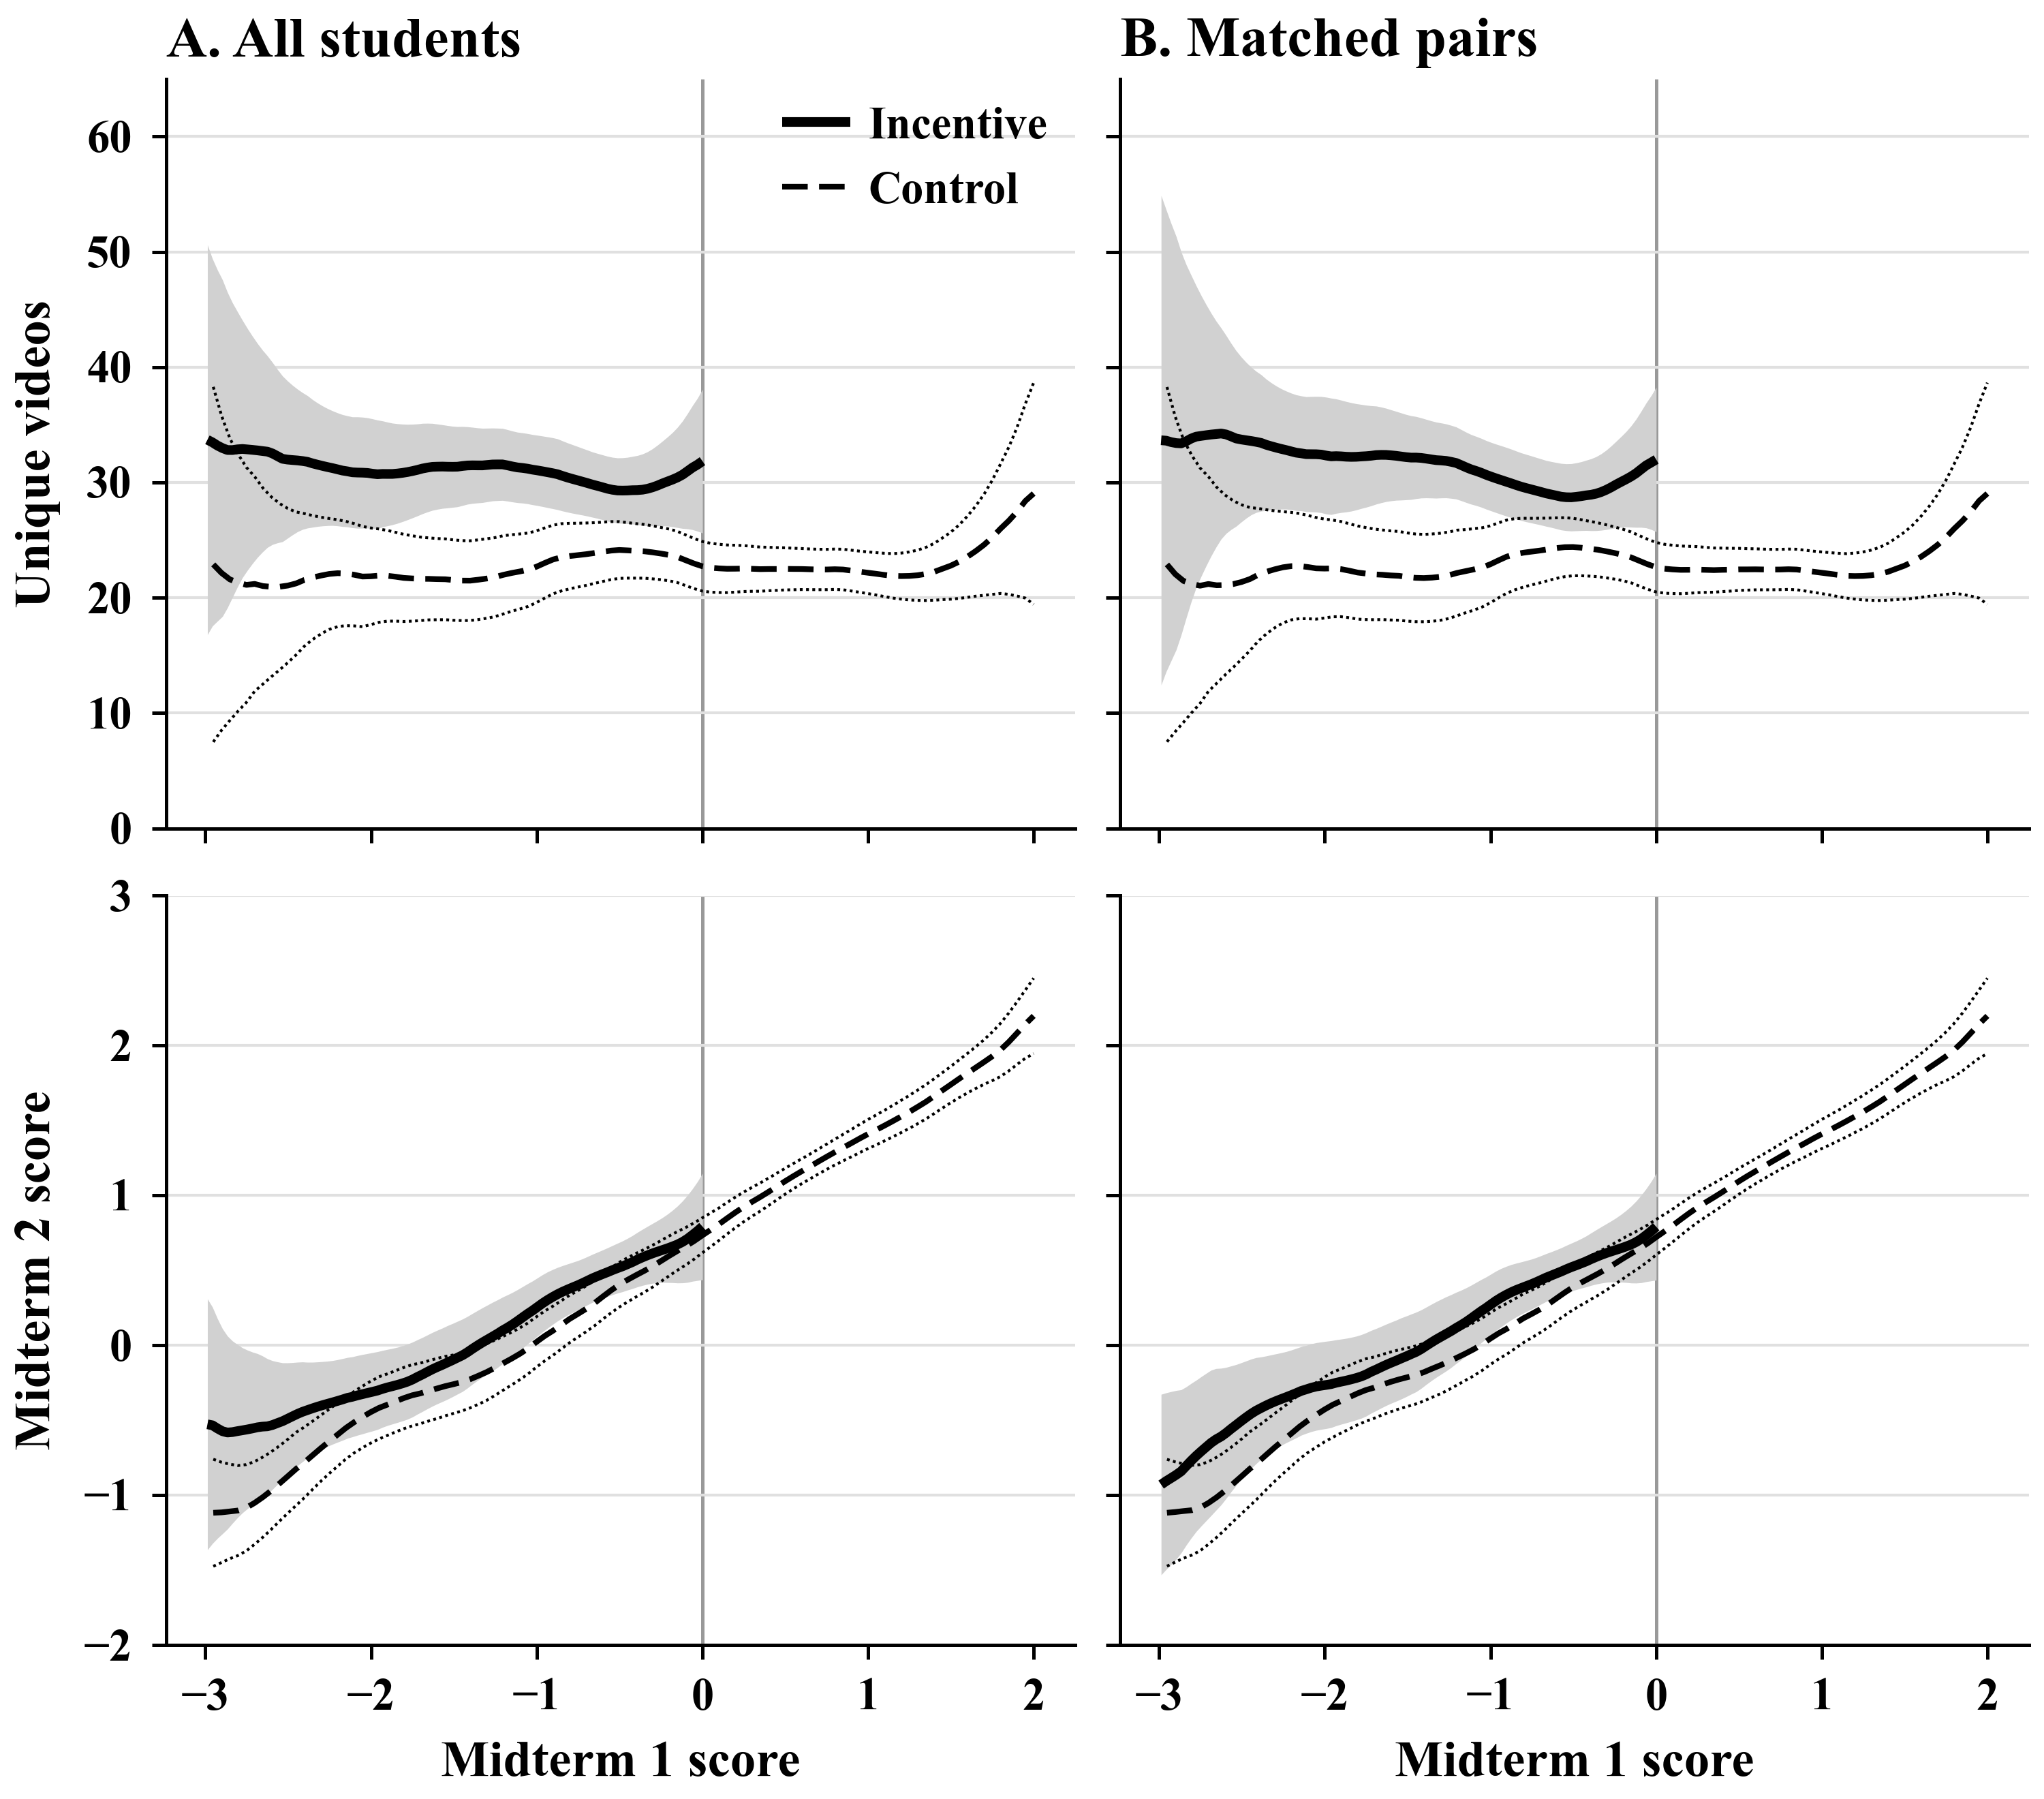 A. All students
B. Matched pairs
Incentive
Control
Unique videos
60
50
40
30
20
10
0
Midterm 2 score
3
2
1
0
−1
−2
−3 −2 −1 0 1 2
−3 −2 −1 0 1 2
Midterm 1 score
Midterm 1 score